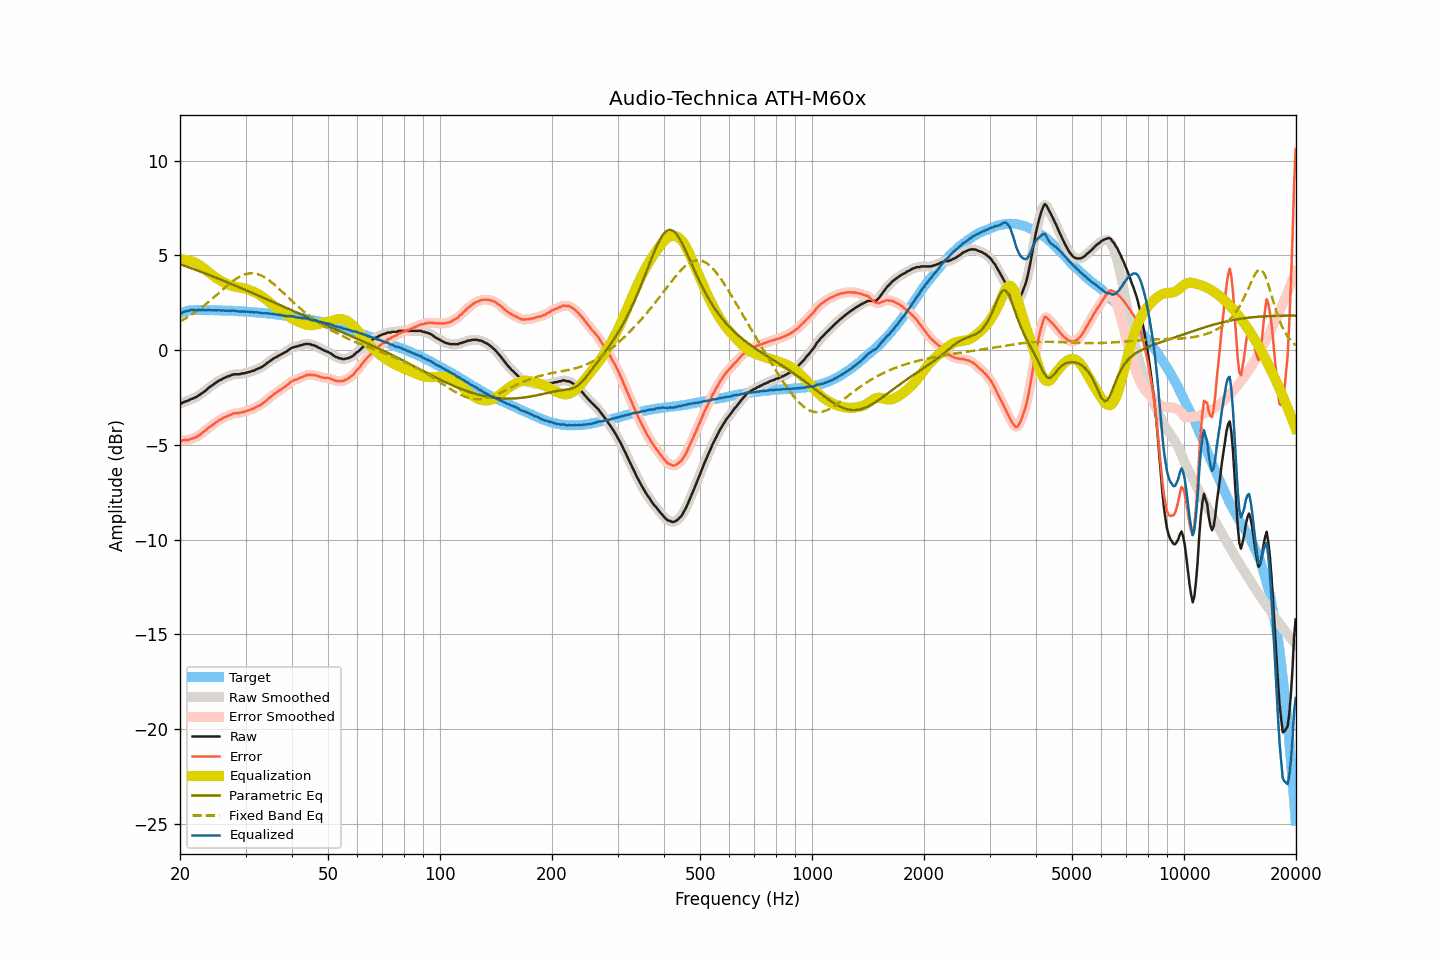 Audio-Technica ATH-M60x
Amplitude (dBr)
10
5
0
−5
−10
−15
−20
−25
Target
Raw Smoothed
Error Smoothed
Raw
Error
Equalization
Parametric Eq
Fixed Band Eq
Equalized
20 50 100 200 500 1000 2000 5000 10000 20000
Frequency (Hz)